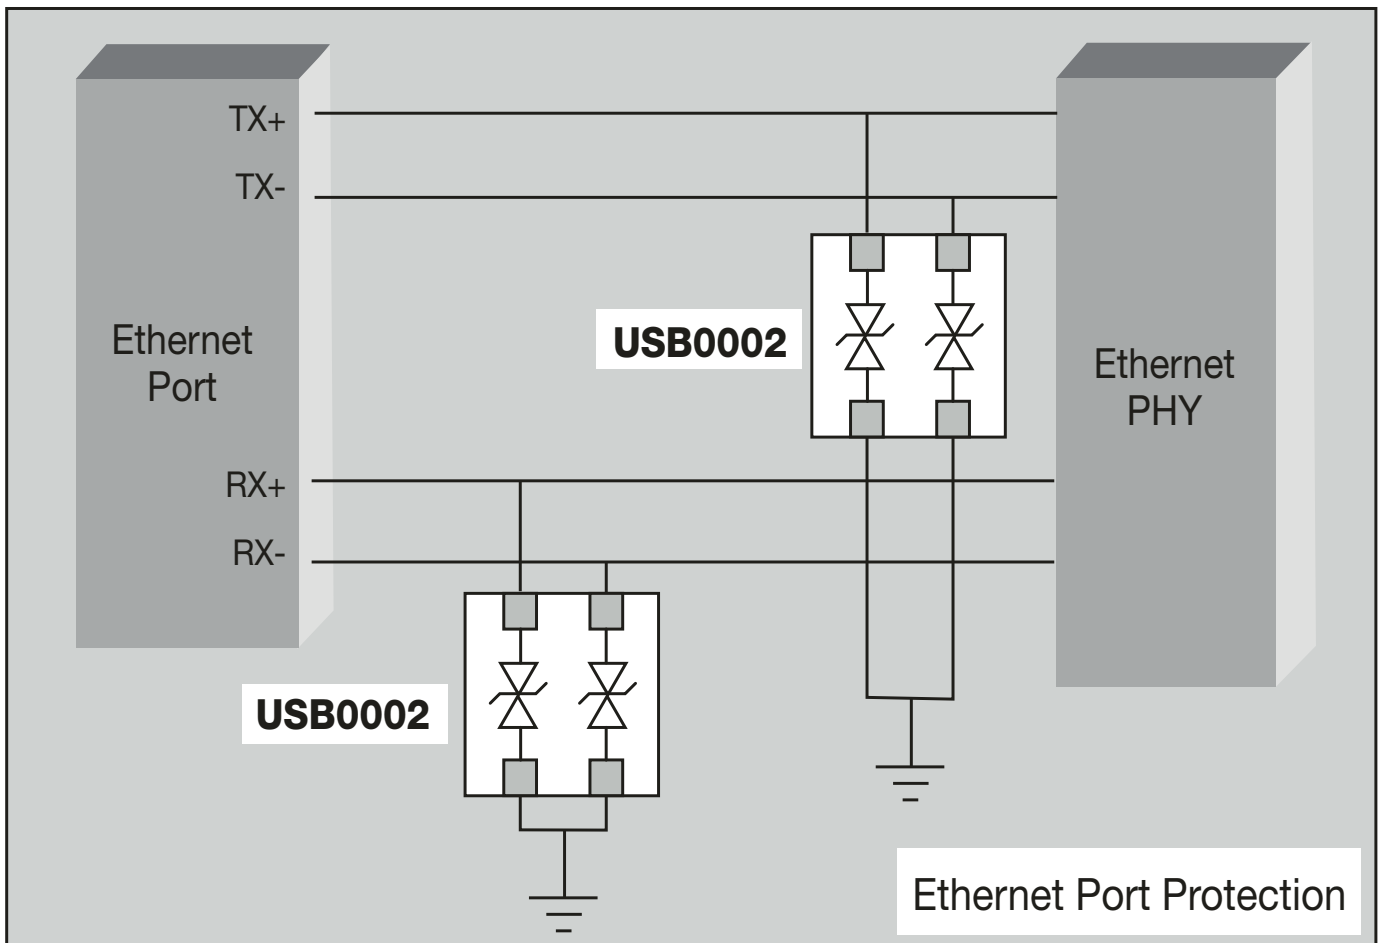 TX+
TX-
Ethernet
Port
USB0002
Ethernet
PHY
RX+
RX-
USB0002
Ethernet Port Protection